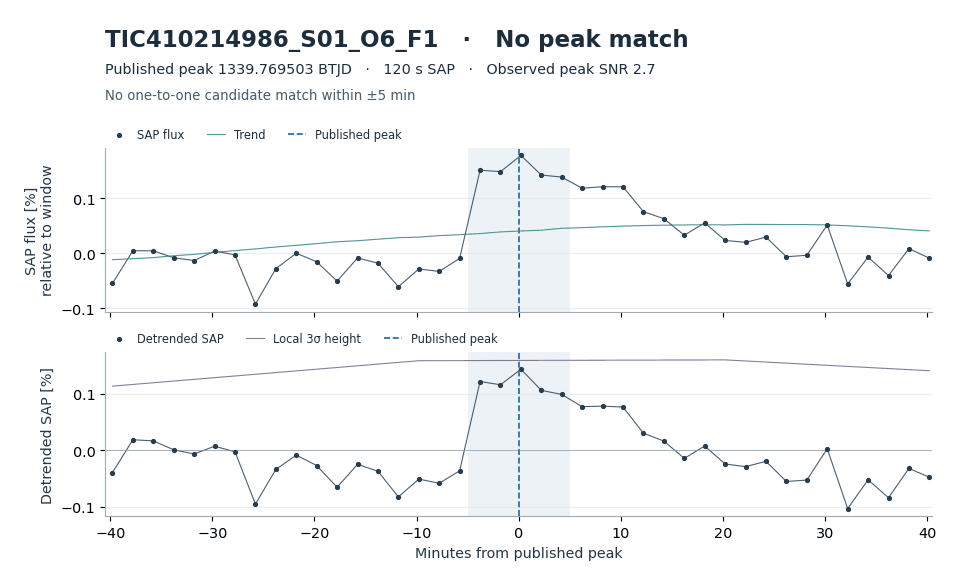 TIC410214986_S01_O6_F1 · No peak match
Published peak 1339.769503 BTJD · 120 s SAP · Observed peak SNR 2.7
No one-to-one candidate match within ±5 min
SAP flux Trend Published peak
SAP flux [%]
relative to window
0.1
0.0
−0.1
Detrended SAP Local 3σ height Published peak
Detrended SAP [%]
0.1
0.0
−0.1
−40 −30 −20 −10 0 10 20 30 40
Minutes from published peak